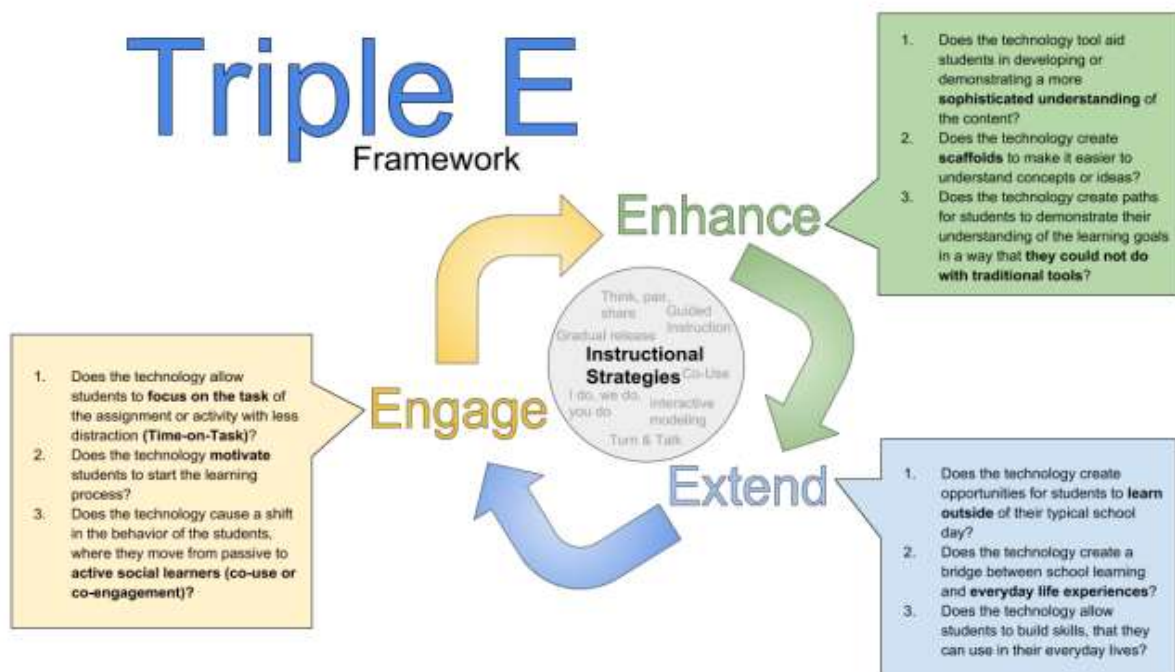 Triple E
Framework
1. Does the technology tool aid
students in developing or
demonstrating a more
sophisticated understanding of
the content?
2. Does the technology create
scaffolds to make it easier to
understand concepts or ideas?
3. Does the technology create paths
for students to demonstrate their
understanding of the learning goals
in a way that they could not do
with traditional tools?
Enhance
Think, pair,
share
Guided
Instruction
Gradual release
Instructional
Strategies
Co-Use
I do, we do,
you do
interactive
modeling
Turn & Talk
Engage
1. Does the technology allow
students to focus on the task of
the assignment or activity with less
distraction (Time-on-Task)?
2. Does the technology motivate
students to start the learning
process?
3. Does the technology cause a shift
in the behavior of the students,
where they move from passive to
active social learners (co-use or
co-engagement)?
Extend
1. Does the technology create
opportunities for students to learn
outside of their typical school
day?
2. Does the technology create a
bridge between school learning
and everyday life experiences?
3. Does the technology allow
students to build skills, that they
can use in their everyday lives?